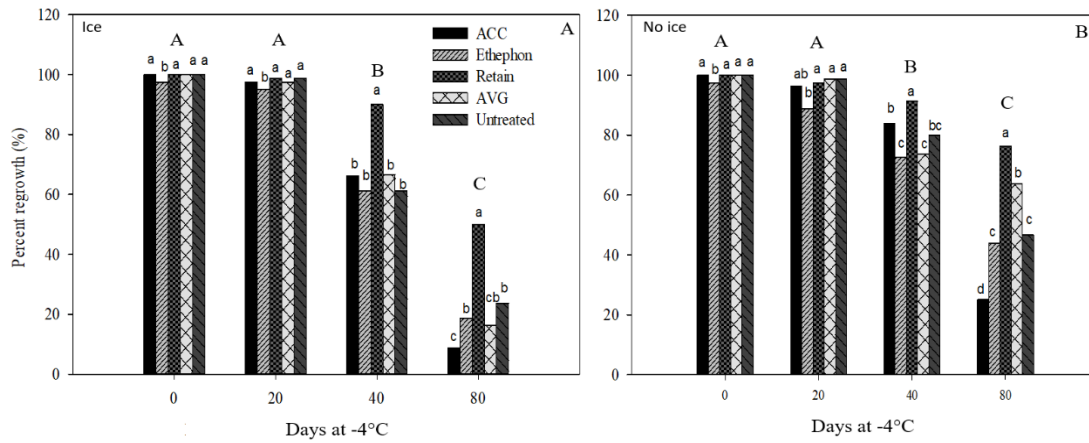 Ice
A
ACC
Ethephon
Retain
AVG
Untreated
Percent regrowth (%)
120
100
80
60
40
20
0
A
a b a a a
A
a b a a a
B
b b a b b
C
c b a cb b
0 20 40 80
Days at -4°C
No ice
B
120
100
80
60
40
20
0
A
a b a a a
A
ab b a a a
B
b c a c bc
C
d c a b c
0 20 40 80
Days at -4°C